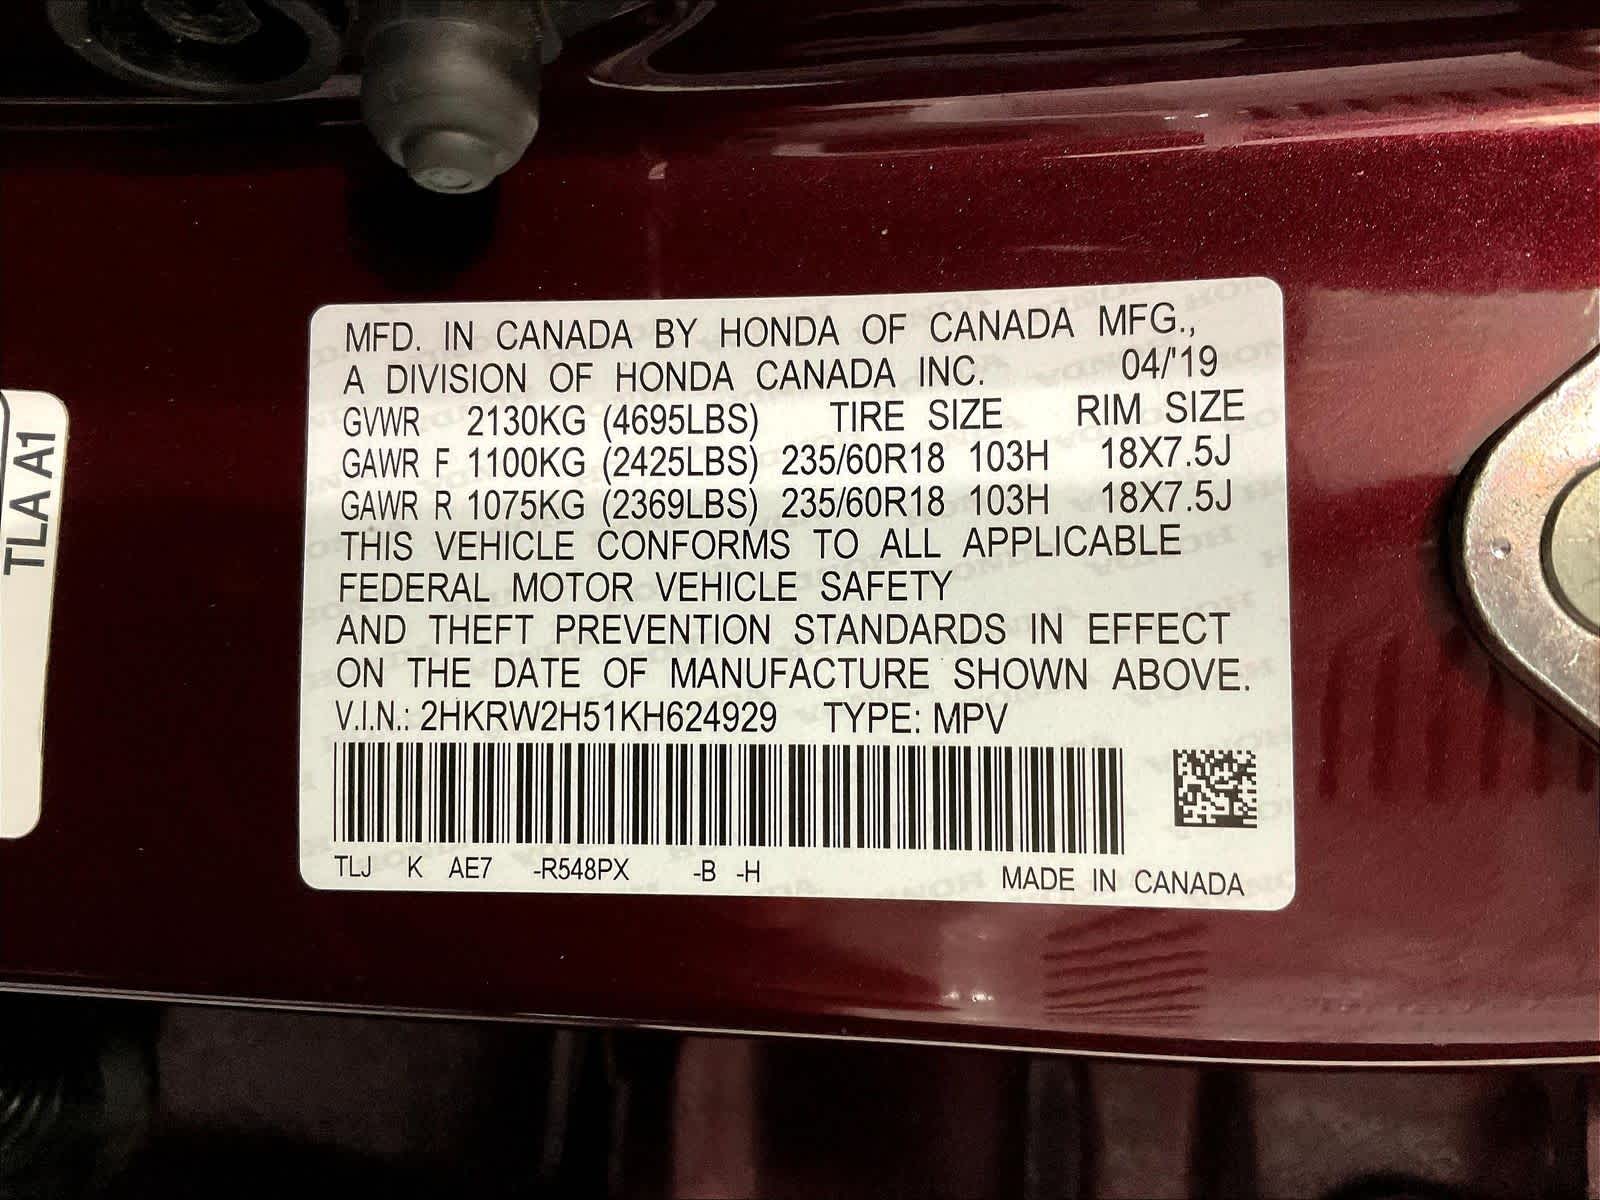 MFD. IN CANADA BY HONDA OF CANADA MFG.,
A DIVISION OF HONDA CANADA INC. 04/'19
GVWR 2130KG (4695LBS) TIRE SIZE RIM SIZE
GAWR F 1100KG (2425LBS) 235/60R18 103H 18X7.5J
GAWR R 1075KG (2369LBS) 235/60R18 103H 18X7.5J
THIS VEHICLE CONFORMS TO ALL APPLICABLE
FEDERAL MOTOR VEHICLE SAFETY
AND THEFT PREVENTION STANDARDS IN EFFECT
ON THE DATE OF MANUFACTURE SHOWN ABOVE.
V.I.N.: 2HKRW2H51KH624929 TYPE: MPV
TLJ K AE7 -R548PX -B -H MADE IN CANADA
TLA A1